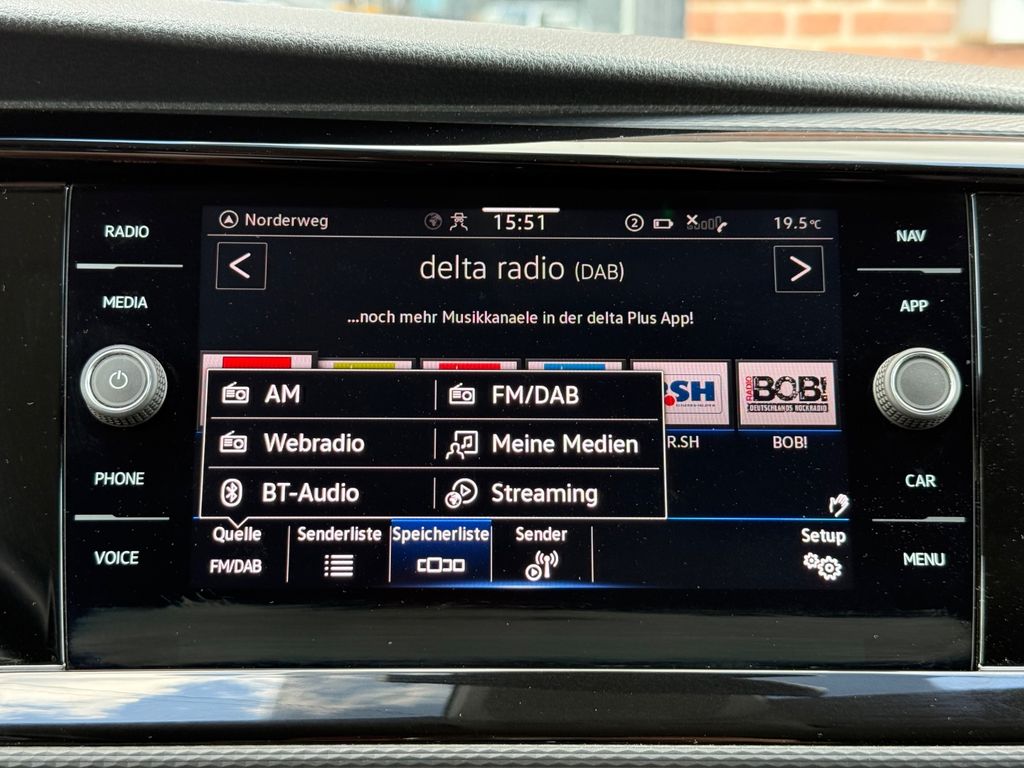 RADIO
MEDIA
PHONE
VOICE
Norderweg
15:51
2
19.5°C
delta radio (DAB)
...noch mehr Musikkanaele in der delta Plus App!
AM
FM/DAB
Webradio
Meine Medien
BT-Audio
Streaming
.SH
R.SH
RADIO
BOB!
DEUTSCHLANDS ROCKRADIO
BOB!
Quelle
FM/DAB
Senderliste
Speicherliste
Sender
Setup
NAV
APP
CAR
MENU